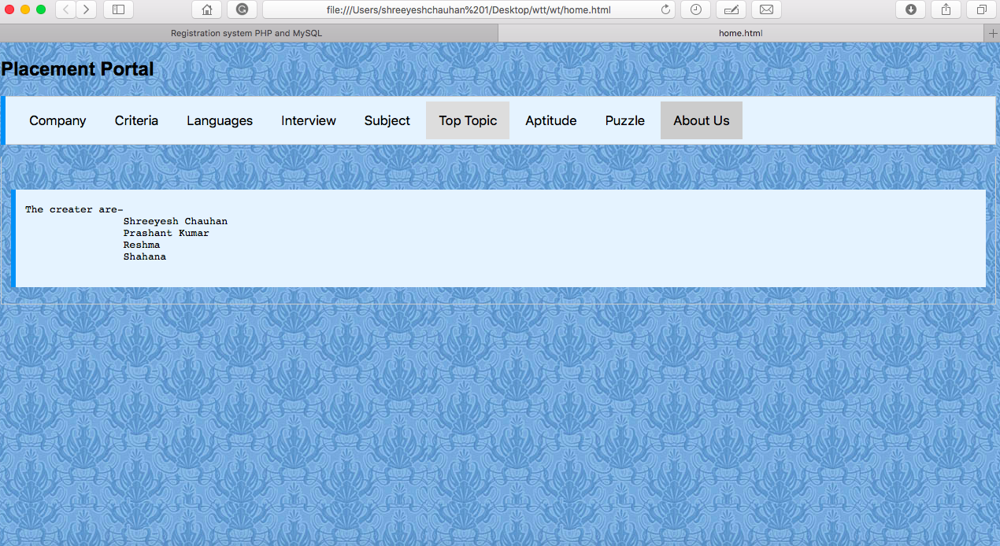 file:///Users/shreeyeshchauhan%201/Desktop/wtt/wt/home.html
Registration system PHP and MySQL
home.html
Placement Portal
Company Criteria Languages Interview Subject Top Topic Aptitude Puzzle About Us
The creater are-
Shreeyesh Chauhan
Prashant Kumar
Reshma
Shahana